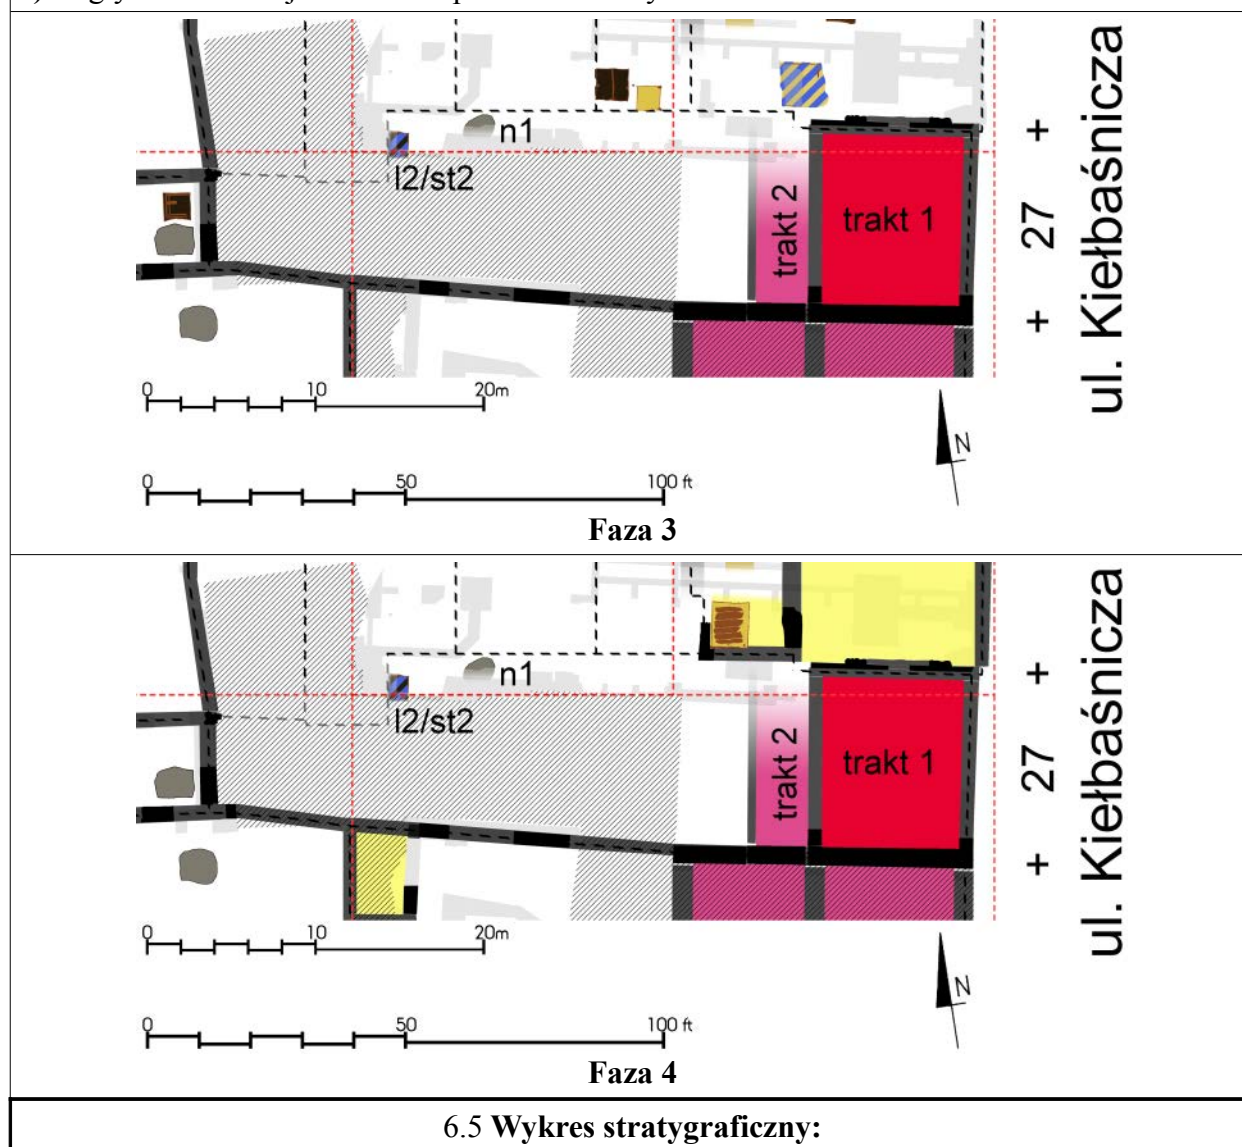 n1
l2/st2
trakt 2
trakt 1
+ 27 +
ul. Kiełbaśnicza
0 10 20m
N
0 50 100 ft
Faza 3
n1
l2/st2
trakt 2
trakt 1
+ 27 +
ul. Kiełbaśnicza
0 10 20m
N
0 50 100 ft
Faza 4
6.5 Wykres stratygraficzny: